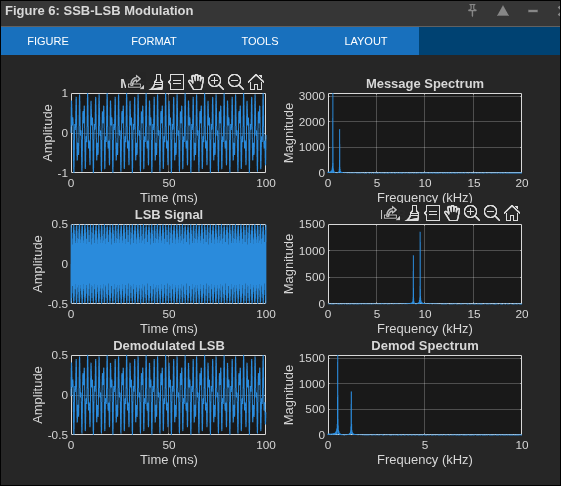 Figure 6: SSB-LSB Modulation
FIGURE FORMAT TOOLS LAYOUT
Message Spectrum
1
0
-1
Amplitude
0 50 100
Time (ms)
3000
2000
1000
0
Magnitude
0 5 10 15 20
Frequency (kHz)
LSB Signal
0.5
0
-0.5
Amplitude
0 50 100
Time (ms)
1500
1000
500
0
Magnitude
0 5 10 15 20
Frequency (kHz)
Demodulated LSB
0.5
0
-0.5
Amplitude
0 50 100
Time (ms)
Demod Spectrum
1500
1000
500
0
Magnitude
0 5 10
Frequency (kHz)